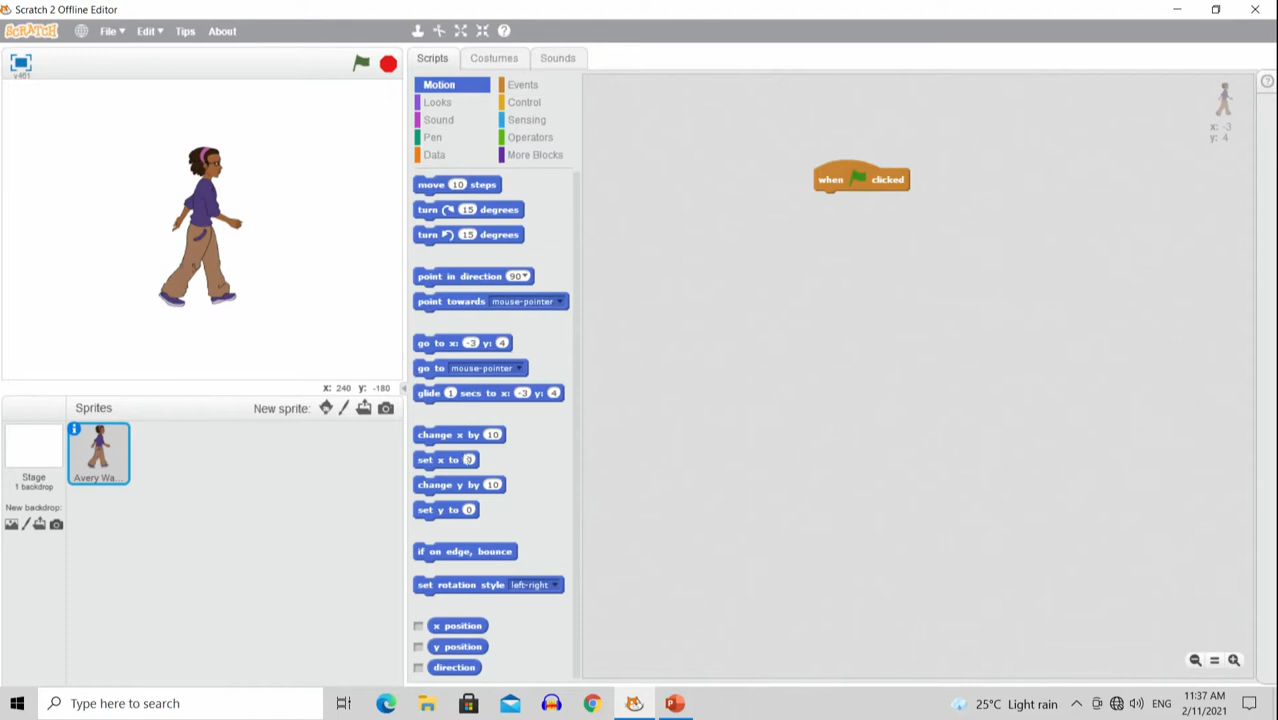 Scratch 2 Offline Editor
SCRATCH File Edit Tips About
v461
Scripts Costumes Sounds
Motion Events
Looks Control
Sound Sensing
Pen Operators
Data More Blocks
move 10 steps
turn 15 degrees
turn 15 degrees
point in direction 90
point towards mouse-pointer
go to x: -3 y: 4
go to mouse-pointer
glide 1 secs to x: -3 y: 4
change x by 10
set x to 0
change y by 10
set y to 0
if on edge, bounce
set rotation style left-right
x position
y position
direction
when clicked
x: -3
y: 4
x: 240 y: -180
Sprites New sprite:
Stage
1 backdrop
New backdrop:
Avery Wa...
Type here to search
25°C Light rain
ENG
11:37 AM
2/11/2021